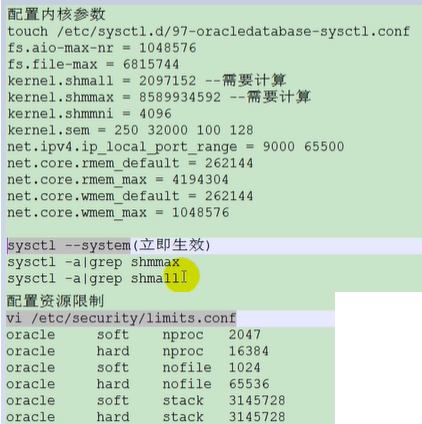 配置内核参数
touch /etc/sysctl.d/97-oracledatabase-sysctl.conf
fs.aio-max-nr = 1048576
fs.file-max = 6815744
kernel.shmall = 2097152 --需要计算
kernel.shmmax = 8589934592 --需要计算
kernel.shmmni = 4096
kernel.sem = 250 32000 100 128
net.ipv4.ip_local_port_range = 9000 65500
net.core.rmem_default = 262144
net.core.rmem_max = 4194304
net.core.wmem_default = 262144
net.core.wmem_max = 1048576
sysctl --system(立即生效)
sysctl -a|grep shmmax
sysctl -a|grep shmall
配置资源限制
vi /etc/security/limits.conf
oracle soft nproc 2047
oracle hard nproc 16384
oracle soft nofile 1024
oracle hard nofile 65536
oracle soft stack 3145728
oracle hard stack 3145728